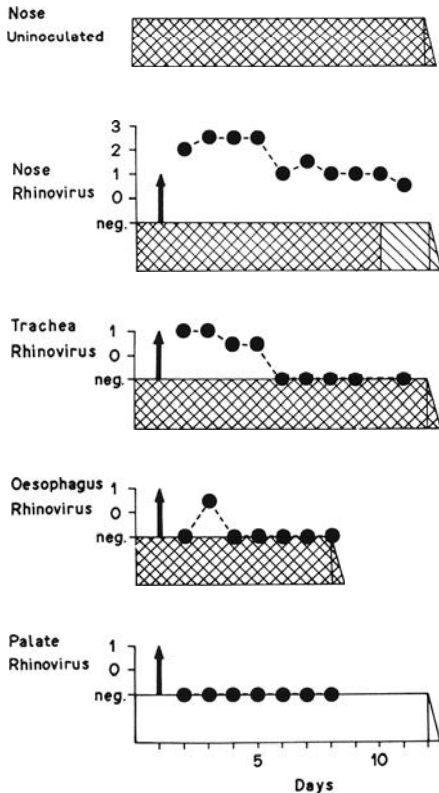 Nose
Uninoculated
3
2
1
0
neg.
Nose
Rhinovirus
1
0
neg.
Trachea
Rhinovirus
1
0
neg.
Oesophagus
Rhinovirus
1
0
neg.
Palate
Rhinovirus
5 10
Days